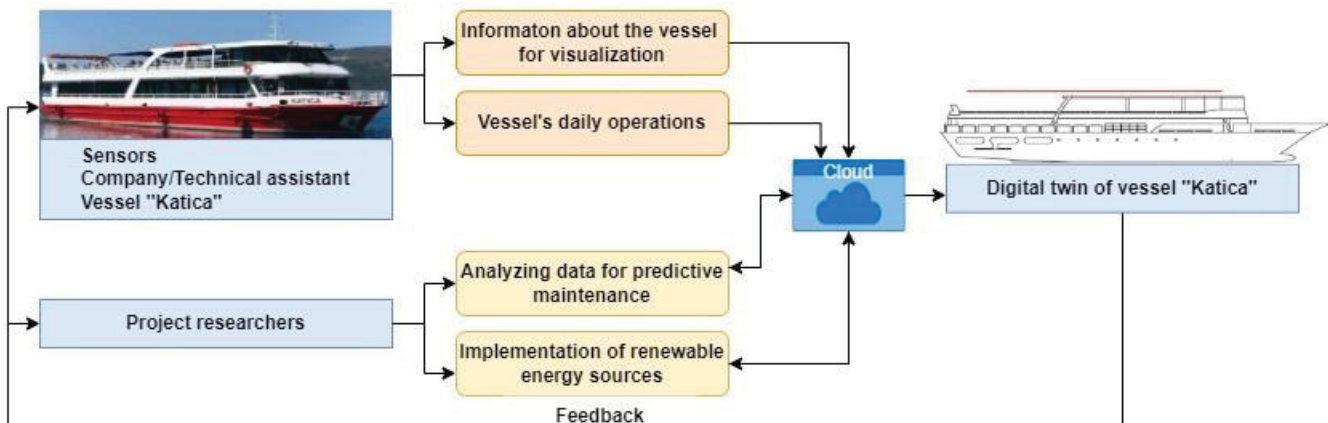 Informaton about the vessel
for visualization
Vessel's daily operations
KATICA
Sensors
Company/Technical assistant
Vessel "Katica"
Cloud
Digital twin of vessel "Katica"
Analyzing data for predictive
maintenance
Project researchers
Implementation of renewable
energy sources
Feedback